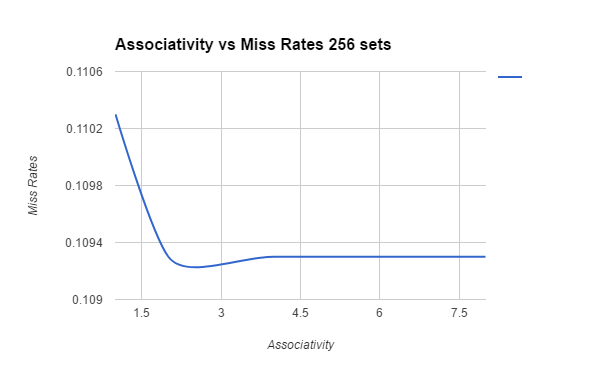 Associativity vs Miss Rates 256 sets
0.1106
0.1102
0.1098
0.1094
0.109
Miss Rates
1.5 3 4.5 6 7.5
Associativity